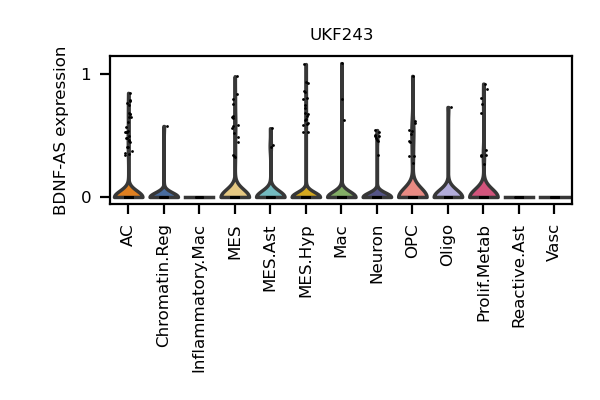 UKF243
BDNF-AS expression
1
0
AC
Chromatin.Reg
Inflammatory.Mac
MES
MES.Ast
MES.Hyp
Mac
Neuron
OPC
Oligo
Prolif.Metab
Reactive.Ast
Vasc